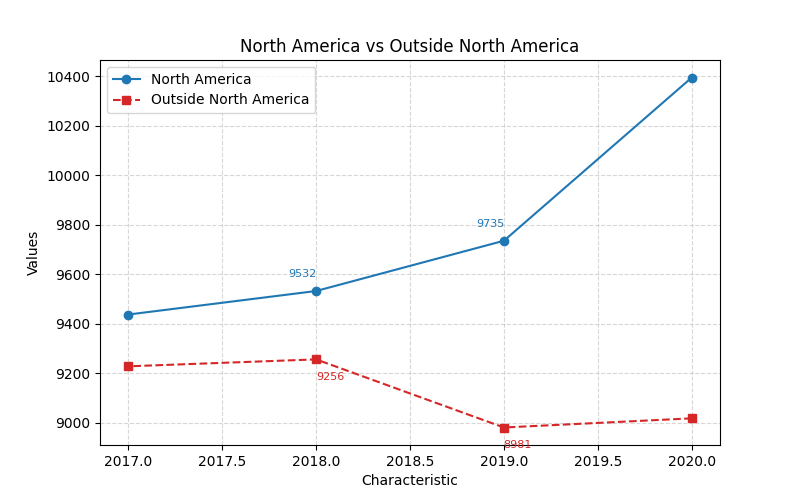 North America vs Outside North America
North America
Outside North America
10400
10200
10000
9800
9600
9400
9200
9000
Values
9735
9532
9256
8981
2017.0 2017.5 2018.0 2018.5 2019.0 2019.5 2020.0
Characteristic